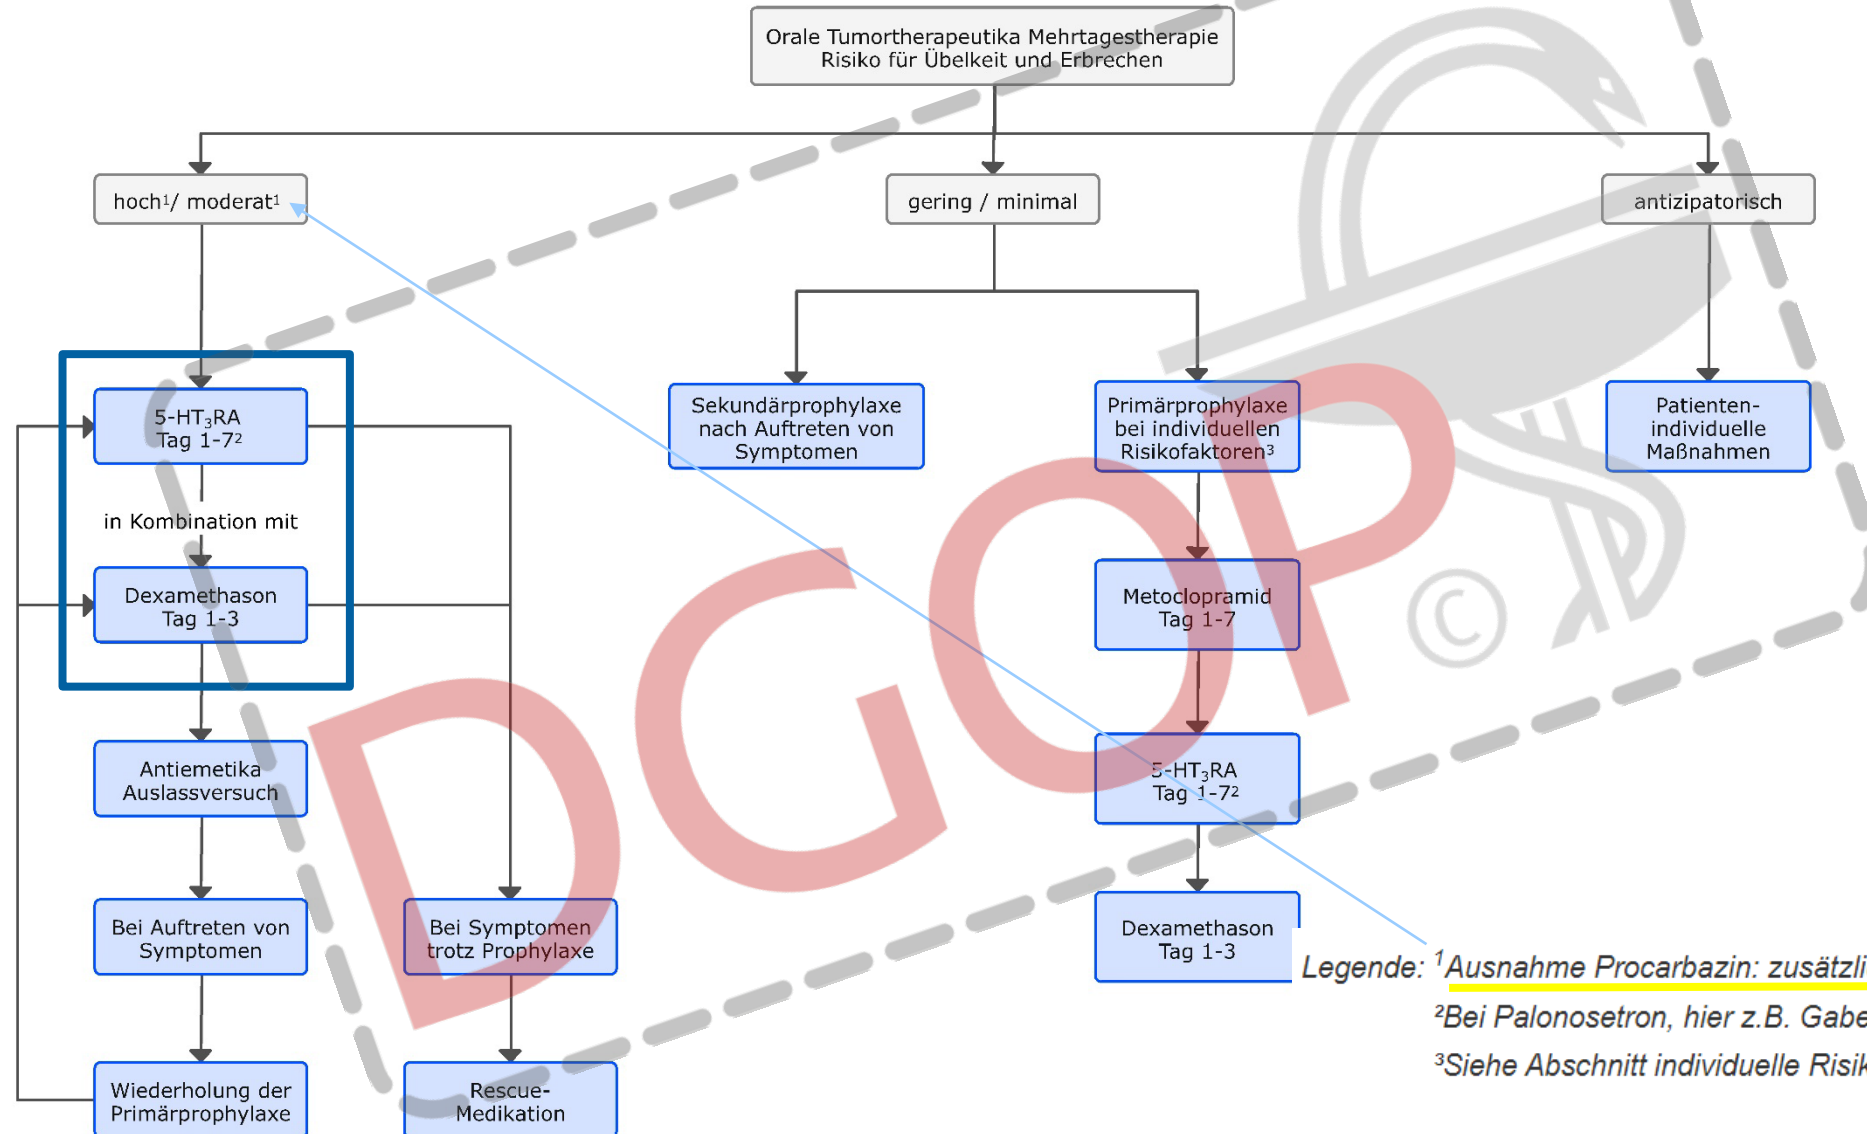 Orale Tumortherapeutika Mehrtagestherapie
Risiko für Übelkeit und Erbrechen
hoch¹/ moderat¹
gering / minimal
antizipatorisch
5-HT₃RA
Tag 1-7²
in Kombination mit
Dexamethason
Tag 1-3
Antiemetika
Auslassversuch
Bei Auftreten von
Symptomen
Wiederholung der
Primärprophylaxe
Bei Symptomen
trotz Prophylaxe
Rescue-
Medikation
Sekundärprophylaxe
nach Auftreten von
Symptomen
Primärprophylaxe
bei individuellen
Risikofaktoren³
Metoclopramid
Tag 1-7
5-HT₃RA
Tag 1-7²
Dexamethason
Tag 1-3
Patienten-
individuelle
Maßnahmen
Legende: ¹Ausnahme Procarbazin: zusätzli
²Bei Palonosetron, hier z.B. Gabe
³Siehe Abschnitt individuelle Risik
DGOP
©